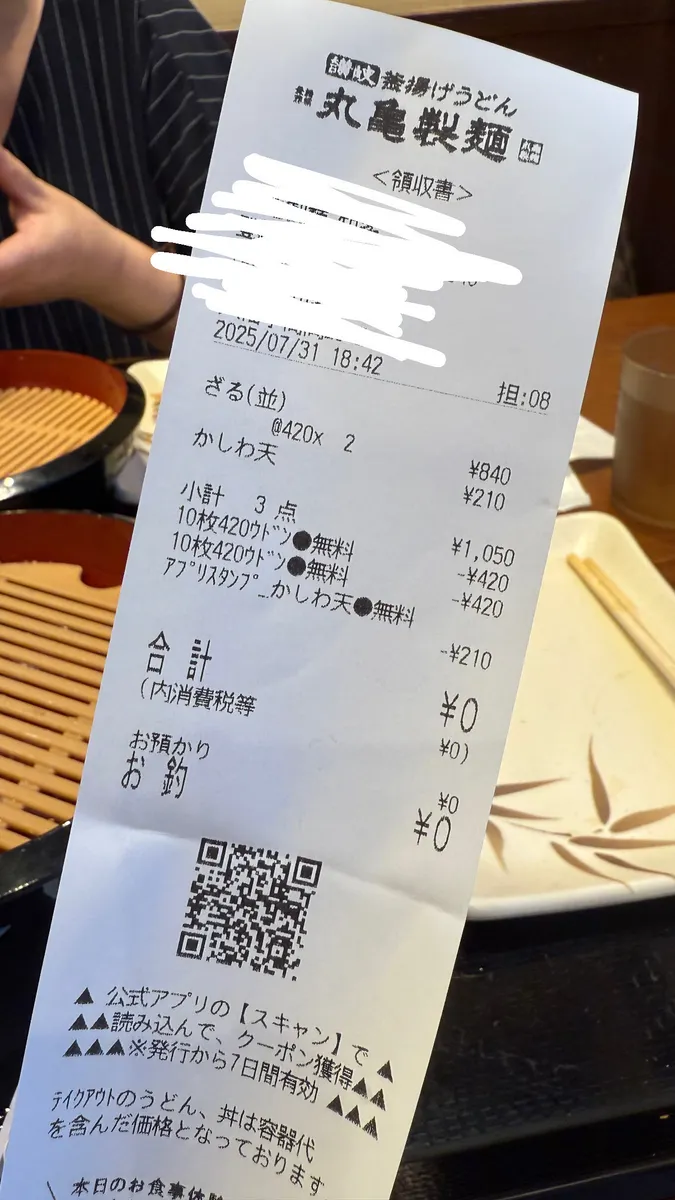 讃岐釜揚げうどん
丸亀製麺
<領収書>
2025/07/31 18:42
担:08
ざる(並)
@420x 2 ¥840
かしわ天 ¥210
小計 3点 ¥1,050
10枚420ウドン●無料 -¥420
10枚420ウドン●無料 -¥420
アプリスタンプ_かしわ天●無料
-¥210
合計 ¥0
(内消費税等 ¥0)
お預かり ¥0
お釣 ¥0
▲ 公式アプリの【スキャン】で ▲
▲▲読み込んで、クーポン獲得▲▲
▲▲▲※発行から7日間有効 ▲▲▲
テイクアウトのうどん、丼は容器代
を含んだ価格となっております
\ 本日のお食事体験